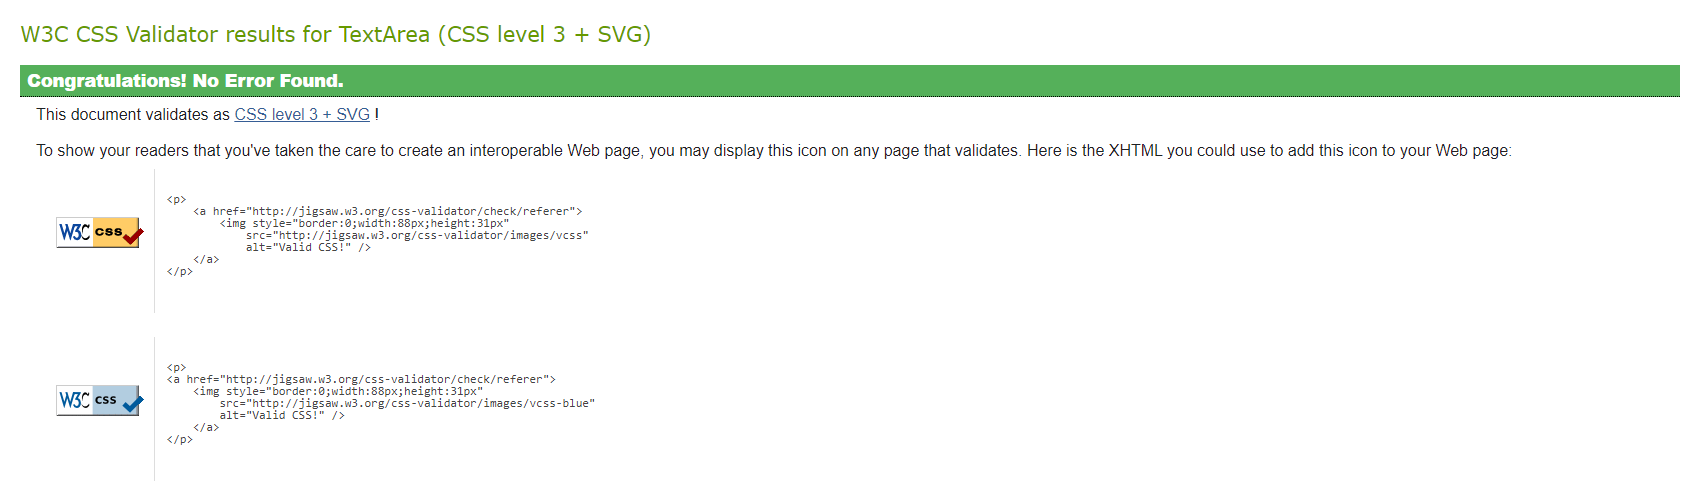 W3C CSS Validator results for TextArea (CSS level 3 + SVG)
Congratulations! No Error Found.
This document validates as CSS level 3 + SVG !
To show your readers that you've taken the care to create an interoperable Web page, you may display this icon on any page that validates. Here is the XHTML you could use to add this icon to your Web page:
W3C css
<p>
<a href="http://jigsaw.w3.org/css-validator/check/referer">
<img style="border:0;width:88px;height:31px"
src="http://jigsaw.w3.org/css-validator/images/vcss"
alt="Valid CSS!" />
</a>
</p>
W3C css
<p>
<a href="http://jigsaw.w3.org/css-validator/check/referer">
<img style="border:0;width:88px;height:31px"
src="http://jigsaw.w3.org/css-validator/images/vcss-blue"
alt="Valid CSS!" />
</a>
</p>